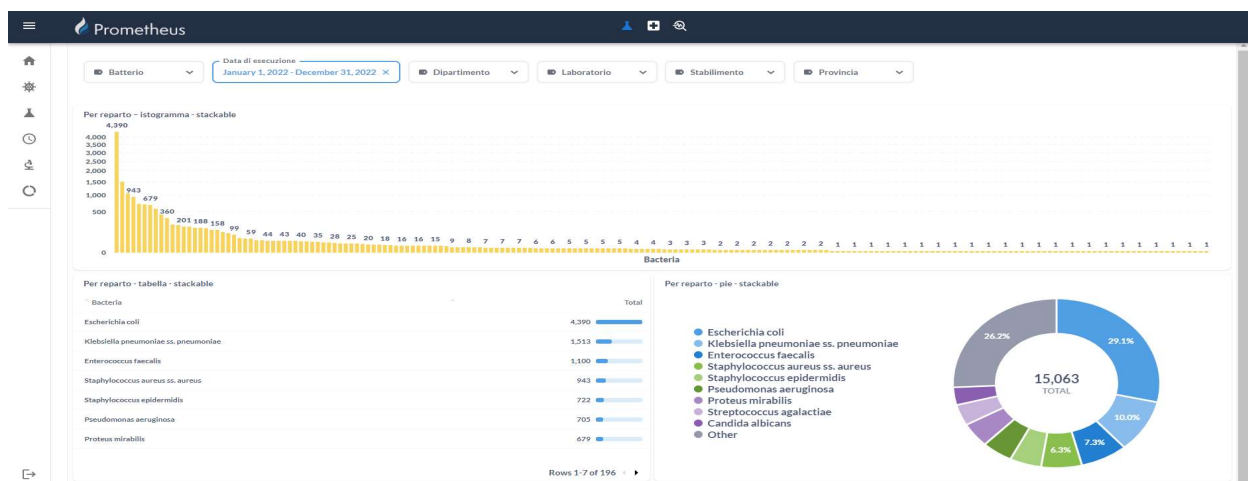 Prometheus
Data di esecuzione
Batterio
January 1, 2022 - December 31, 2022 ×
Dipartimento
Laboratorio
Stabilimento
Provincia
Per reparto – istogramma - stackable
4,390
4,000
3,500
3,000
2,500
2,000
1,500
1,000
500
0
943 679 360 201 188 158 99 59 44 43 40 35 28 25 20 18 16 16 15 9 8 7 7 7 6 6 5 5 5 5 4 4 3 3 3 2 2 2 2 2 2 2 1 1 1 1 1 1 1 1 1 1 1 1 1 1 1 1 1 1 1 1 1
Bacteria
Per reparto - tabella - stackable
Bacteria Total
Escherichia coli 4,390
Klebsiella pneumoniae ss. pneumoniae 1,513
Enterococcus faecalis 1,100
Staphylococcus aureus ss. aureus 943
Staphylococcus epidermidis 722
Pseudomonas aeruginosa 705
Proteus mirabilis 679
Rows 1-7 of 196
Per reparto - pie - stackable
Escherichia coli
Klebsiella pneumoniae ss. pneumoniae
Enterococcus faecalis
Staphylococcus aureus ss. aureus
Staphylococcus epidermidis
Pseudomonas aeruginosa
Proteus mirabilis
Streptococcus agalactiae
Candida albicans
Other
26.2%
29.1%
15,063
TOTAL
10.0%
7.3%
6.3%